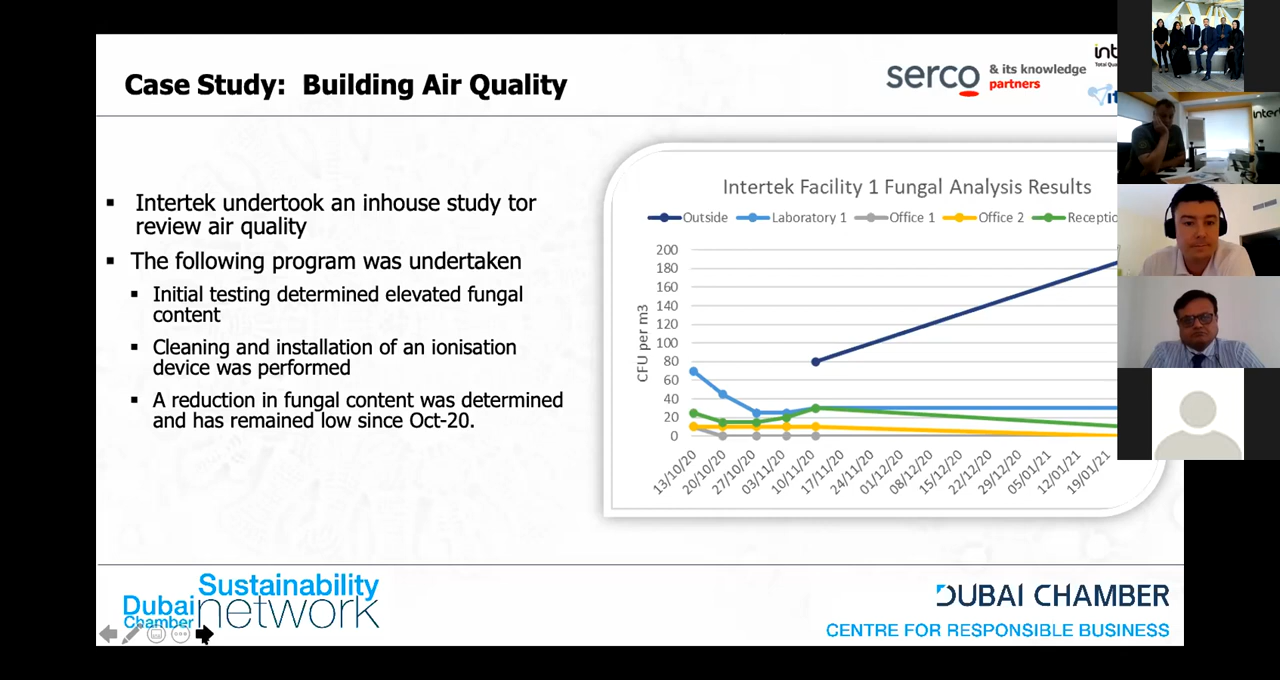 Case Study: Building Air Quality
serco & its knowledge partners
Total Qua
▪ Intertek undertook an inhouse study tor
review air quality
▪ The following program was undertaken
▪ Initial testing determined elevated fungal
content
▪ Cleaning and installation of an ionisation
device was performed
▪ A reduction in fungal content was determined
and has remained low since Oct-20.
Intertek Facility 1 Fungal Analysis Results
Outside Laboratory 1 Office 1 Office 2 Receptio
CFU per m3
200
180
160
140
120
100
80
60
40
20
0
13/10/20 20/10/20 27/10/20 03/11/20 10/11/20 17/11/20 24/11/20 01/12/20 08/12/20 15/12/20 22/12/20 29/12/20 05/01/21 12/01/21 19/01/21
Dubai Chamber Sustainability network
DUBAI CHAMBER
CENTRE FOR RESPONSIBLE BUSINESS